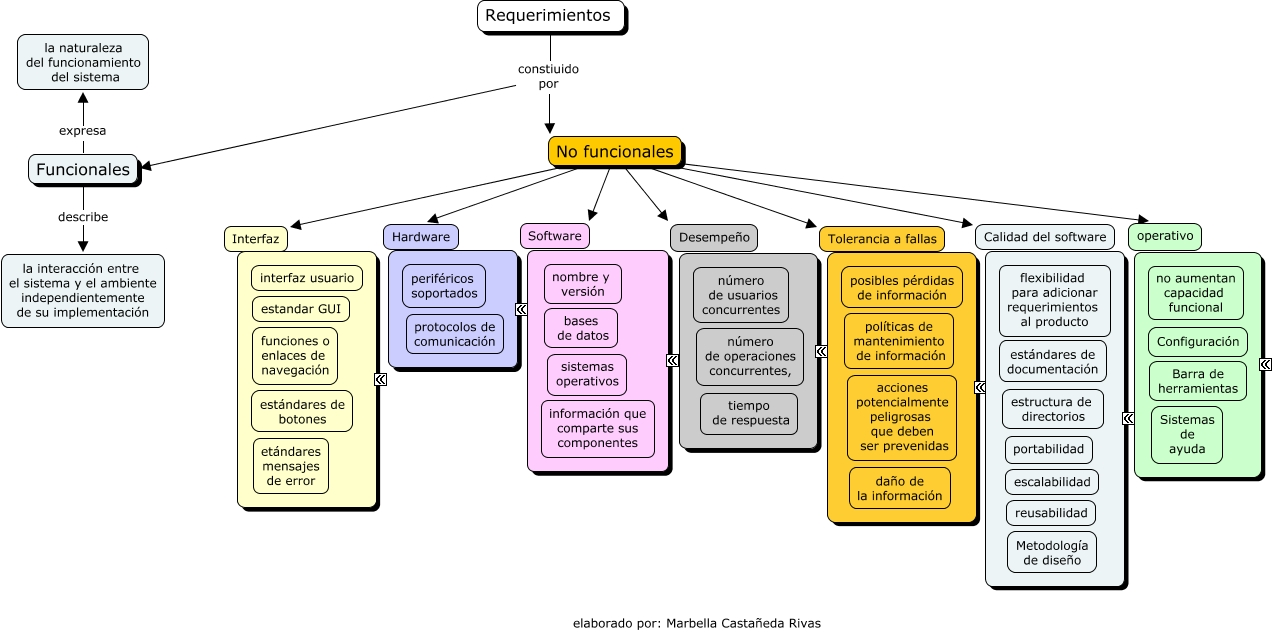 Requerimientos
constiuido
por
la naturaleza
del funcionamiento
del sistema
expresa
Funcionales
describe
la interacción entre
el sistema y el ambiente
independientemente
de su implementación
No funcionales
Interfaz
interfaz usuario
estandar GUI
funciones o
enlaces de
navegación
estándares de
botones
etándares
mensajes
de error
Hardware
periféricos
soportados
protocolos de
comunicación
Software
nombre y
versión
bases
de datos
sistemas
operativos
información que
comparte sus
componentes
Desempeño
número
de usuarios
concurrentes
número
de operaciones
concurrentes,
tiempo
de respuesta
Tolerancia a fallas
posibles pérdidas
de información
políticas de
mantenimiento
de información
acciones
potencialmente
peligrosas
que deben
ser prevenidas
daño de
la información
Calidad del software
flexibilidad
para adicionar
requerimientos
al producto
estándares de
documentación
estructura de
directorios
portabilidad
escalabilidad
reusabilidad
Metodología
de diseño
operativo
no aumentan
capacidad
funcional
Configuración
Barra de
herramientas
Sistemas
de
ayuda
elaborado por: Marbella Castañeda Rivas